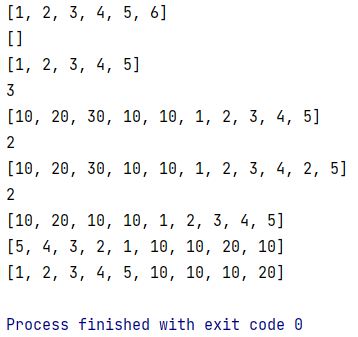 [1, 2, 3, 4, 5, 6]
[]
[1, 2, 3, 4, 5]
3
[10, 20, 30, 10, 10, 1, 2, 3, 4, 5]
2
[10, 20, 30, 10, 10, 1, 2, 3, 4, 2, 5]
2
[10, 20, 10, 10, 1, 2, 3, 4, 5]
[5, 4, 3, 2, 1, 10, 10, 20, 10]
[1, 2, 3, 4, 5, 10, 10, 10, 20]
Process finished with exit code 0